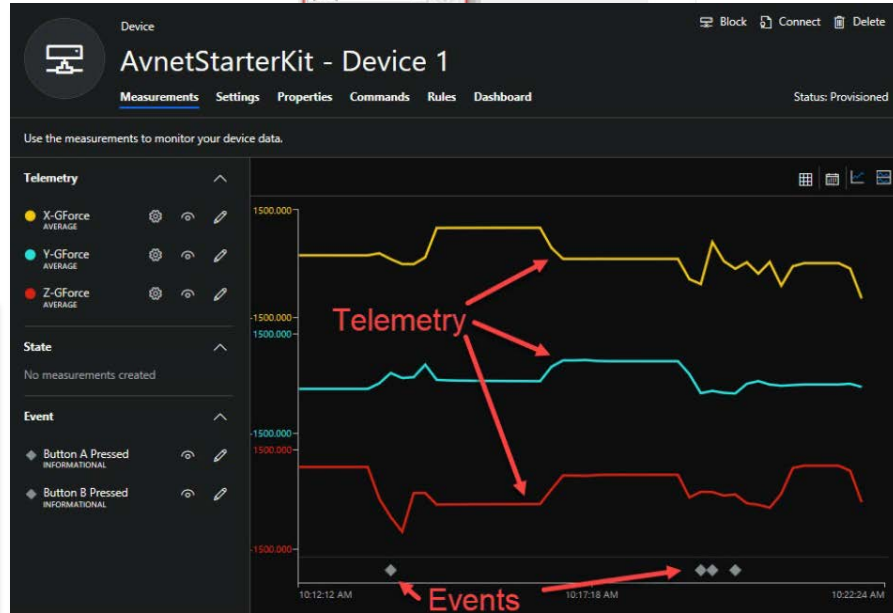 Device
Block Connect Delete
AvnetStarterKit - Device 1
Measurements Settings Properties Commands Rules Dashboard
Status: Provisioned
Use the measurements to monitor your device data.
Telemetry
X-GForce
AVERAGE
Y-GForce
AVERAGE
Z-GForce
AVERAGE
State
No measurements created
Event
Button A Pressed
INFORMATIONAL
Button B Pressed
INFORMATIONAL
1500.000
-1500.000
1500.000
-1500.000
1500.000
-1500.000
Telemetry
Events
10:12:12 AM
10:17:18 AM
10:22:24 AM